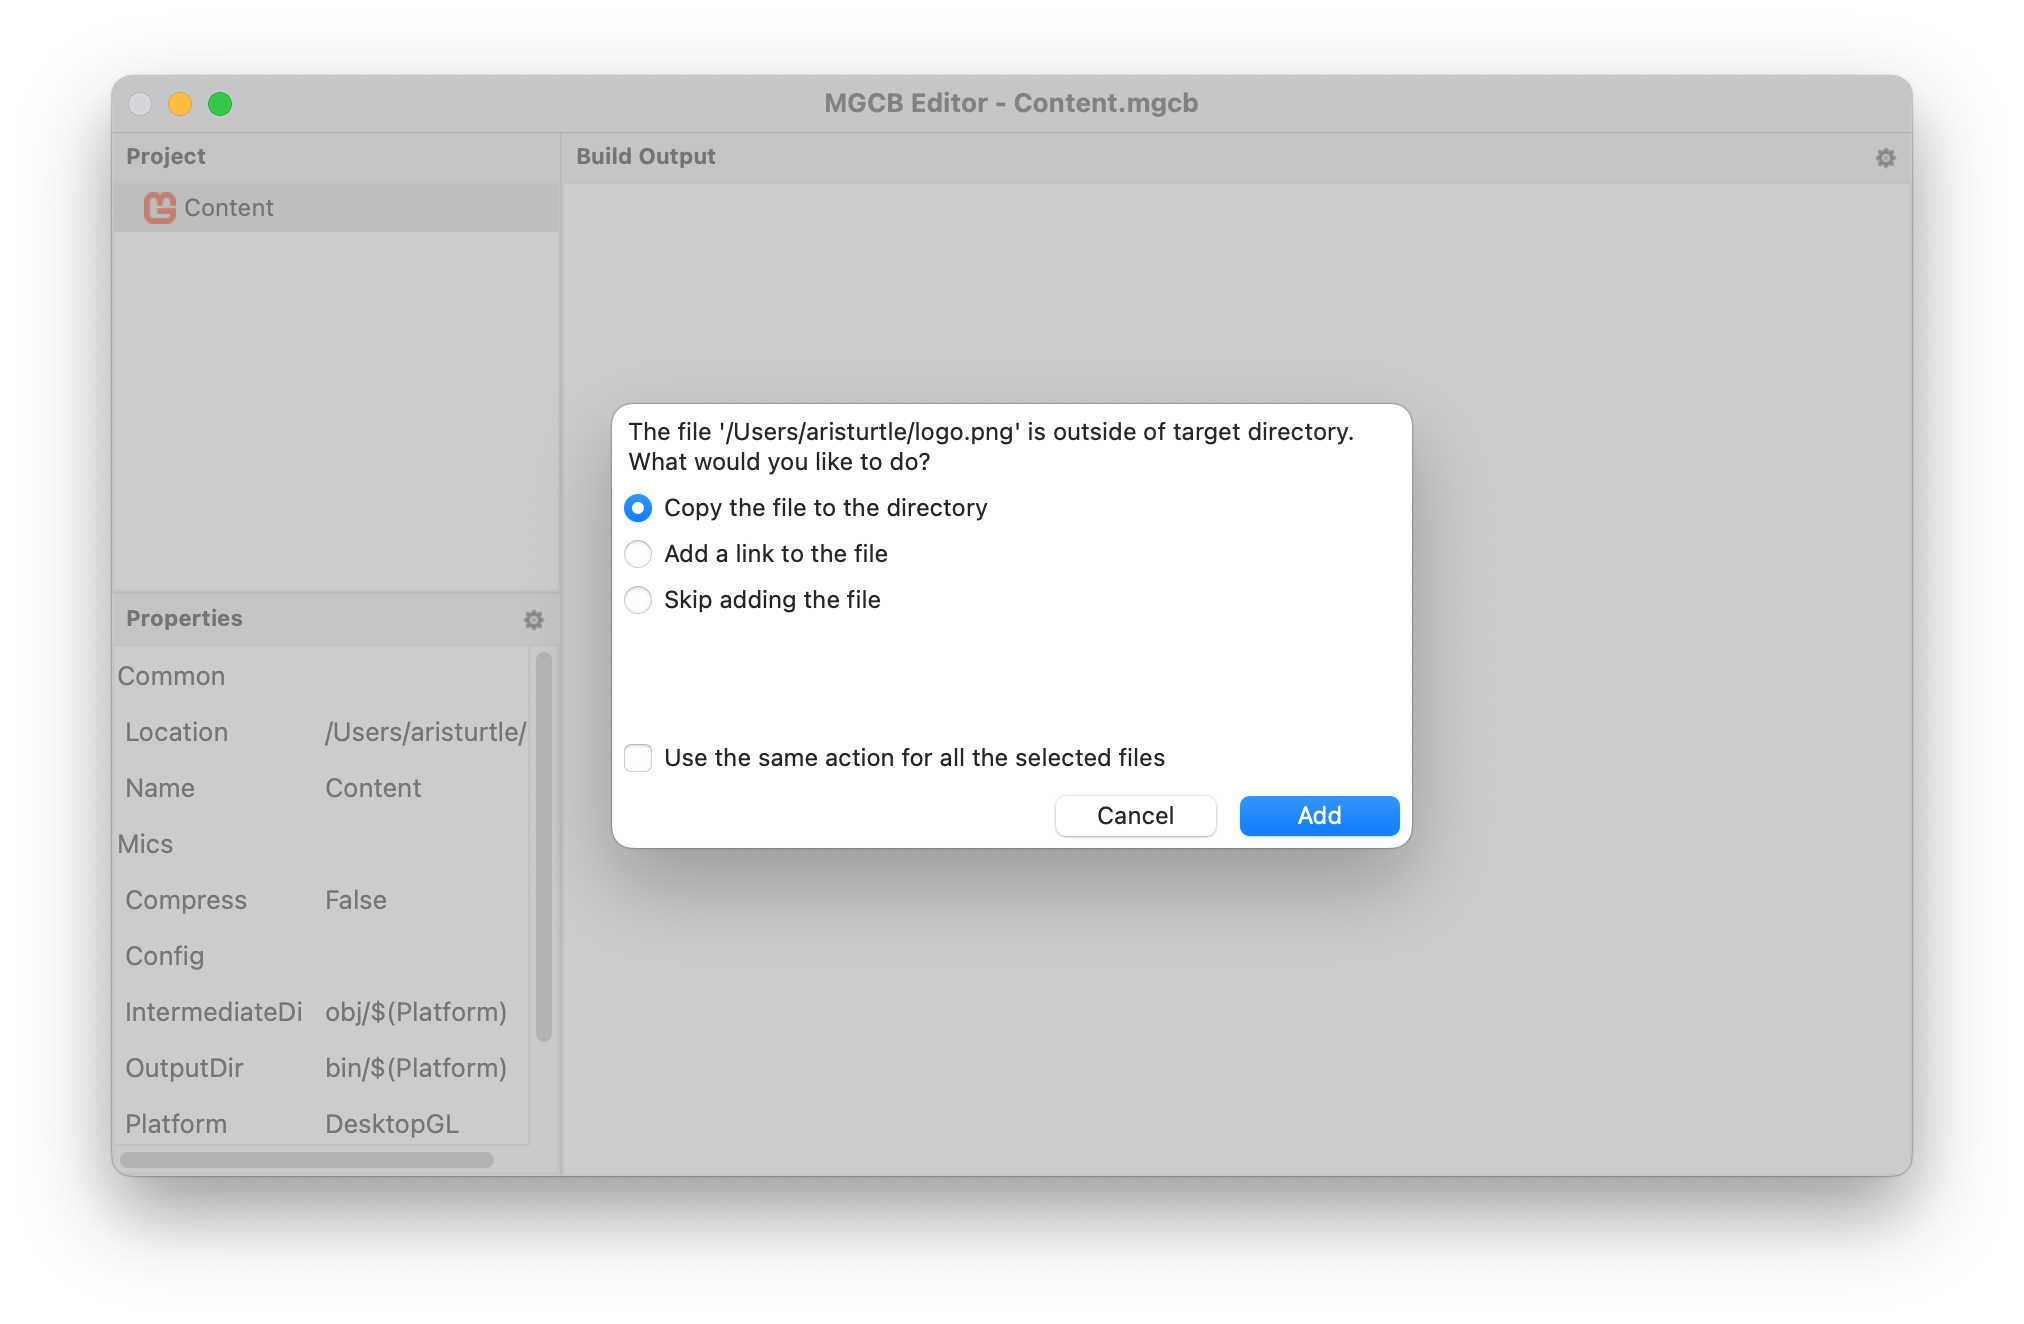 MGCB Editor - Content.mgcb
Project
Build Output
Content
The file '/Users/aristurtle/logo.png' is outside of target directory.
What would you like to do?
Copy the file to the directory
Add a link to the file
Skip adding the file
Use the same action for all the selected files
Cancel
Add
Properties
Common
Location /Users/aristurtle/
Name Content
Mics
Compress False
Config
IntermediateDi obj/$(Platform)
OutputDir bin/$(Platform)
Platform DesktopGL